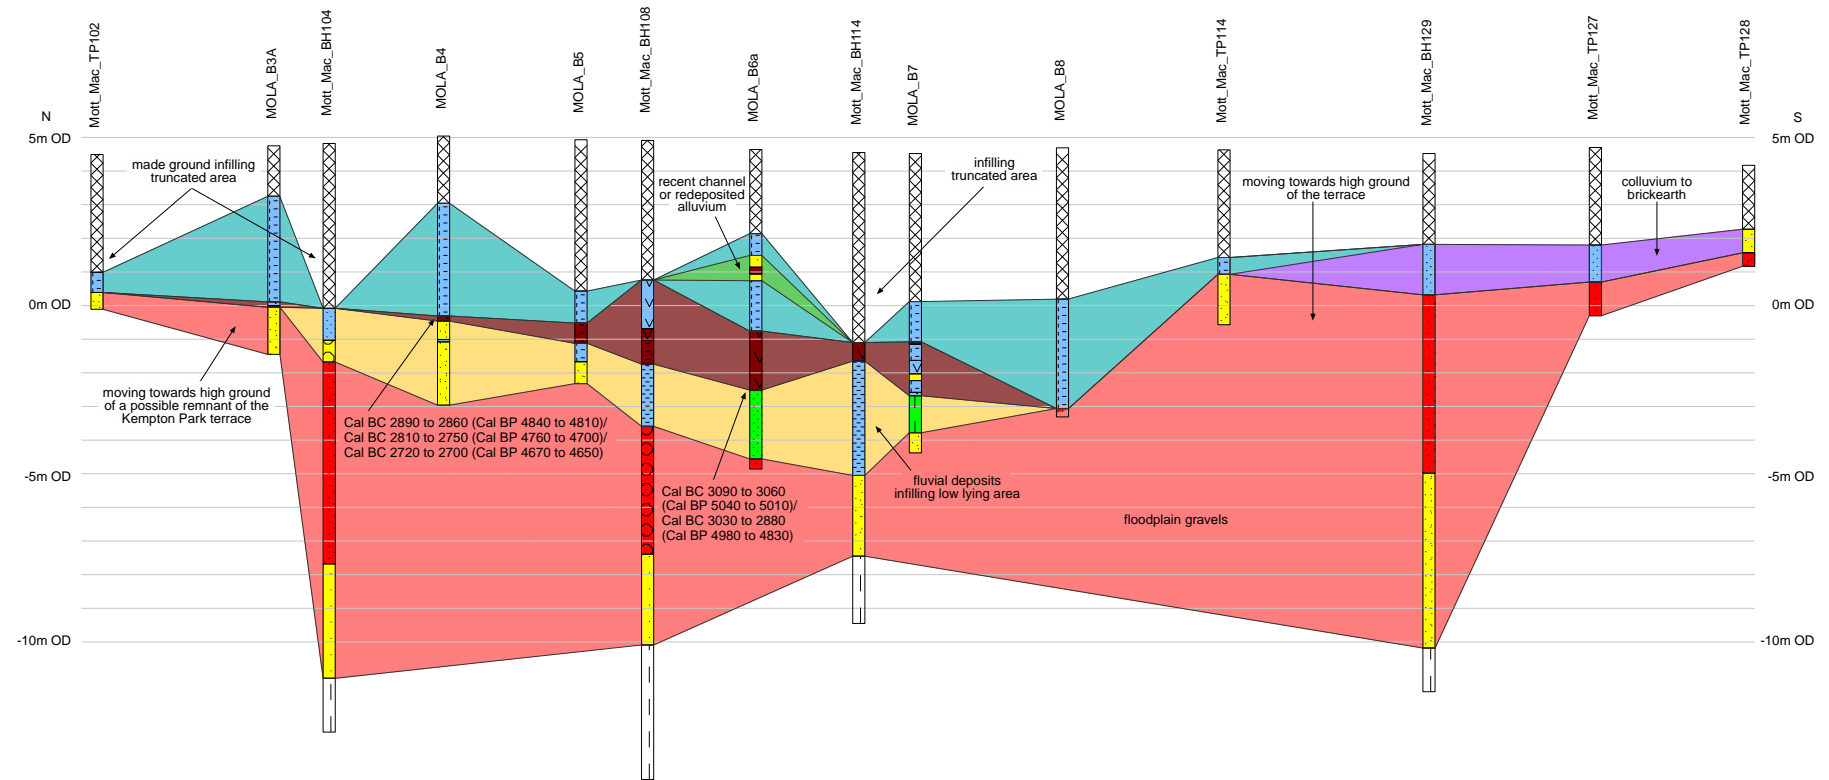 Mott_Mac_TP102
MOLA_B3A
Mott_Mac_BH104
MOLA_B4
MOLA_B5
Mott_Mac_BH108
MOLA_B6a
Mott_Mac_BH114
MOLA_B7
MOLA_B8
Mott_Mac_TP114
Mott_Mac_BH129
Mott_Mac_TP127
Mott_Mac_TP128
N
S
5m OD
5m OD
made ground infilling
truncated area
recent channel
or redeposited
alluvium
infilling
truncated area
moving towards high ground
of the terrace
colluvium to
brickearth
0m OD
0m OD
moving towards high ground
of a possible remnant of the
Kempton Park terrace
Cal BC 2890 to 2860 (Cal BP 4840 to 4810)/
Cal BC 2810 to 2750 (Cal BP 4760 to 4700)/
Cal BC 2720 to 2700 (Cal BP 4670 to 4650)
-5m OD
-5m OD
fluvial deposits
infilling low lying area
Cal BC 3090 to 3060
(Cal BP 5040 to 5010)/
Cal BC 3030 to 2880
(Cal BP 4980 to 4830)
floodplain gravels
-10m OD
-10m OD